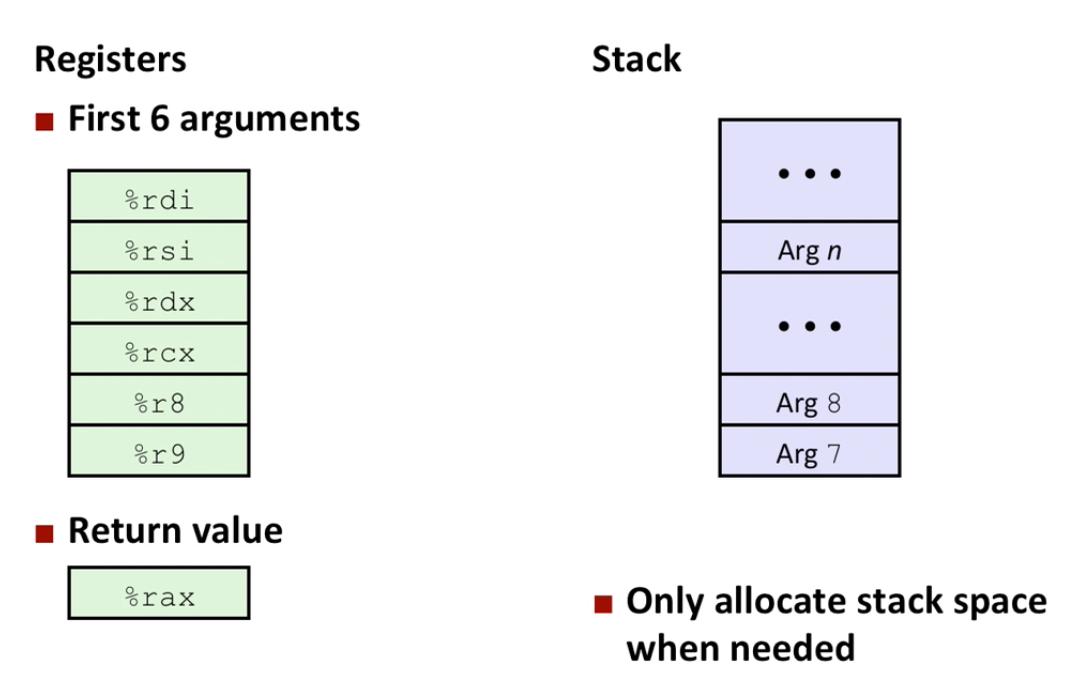 Registers
■ First 6 arguments
%rdi
%rsi
%rdx
%rcx
%r8
%r9
■ Return value
%rax
Stack
• • •
Arg n
• • •
Arg 8
Arg 7
■ Only allocate stack space
when needed